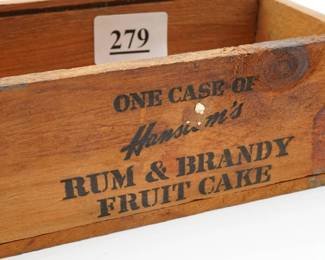 279
ONE CASE OF
RUM & BRANDY
FRUIT CAKE